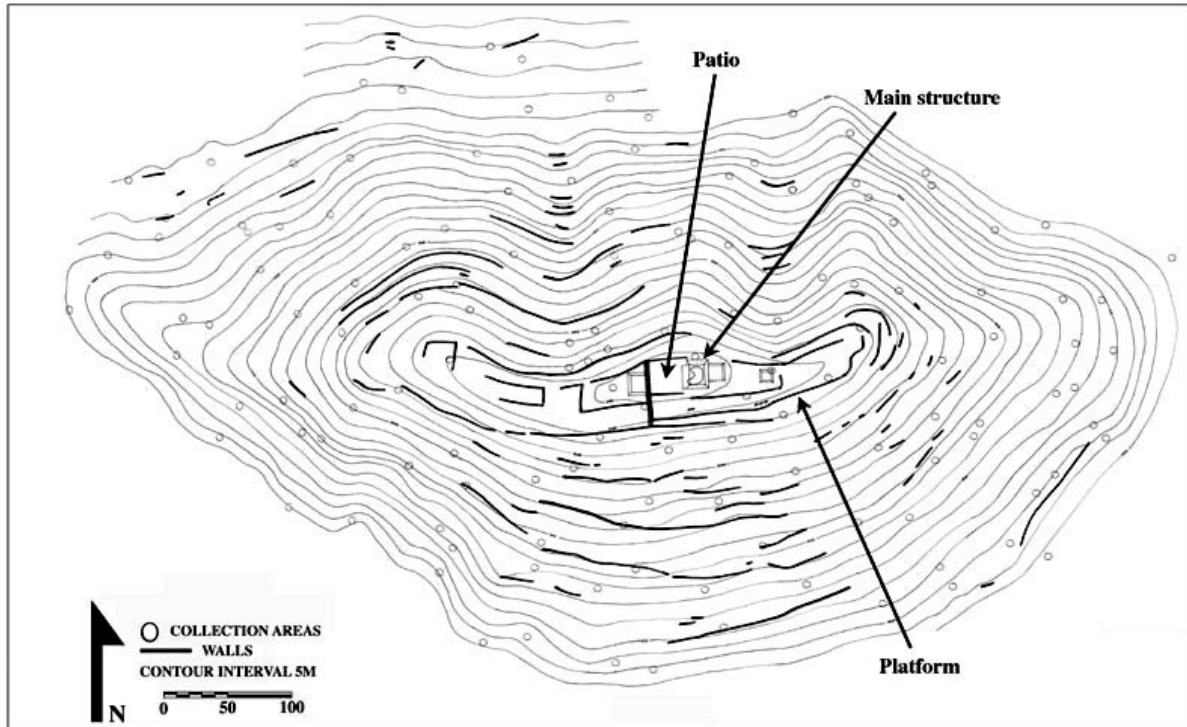 Patio
Main structure
Platform
COLLECTION AREAS
WALLS
CONTOUR INTERVAL 5M
0 50 100
N